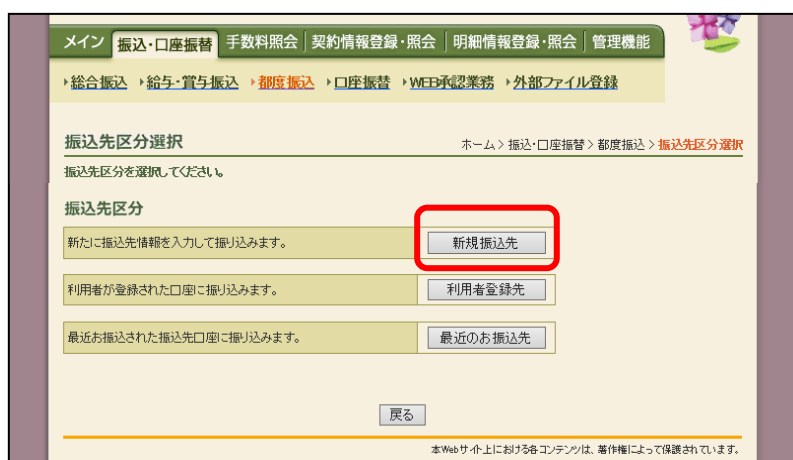 メイン 振込・口座振替 手数料照会 契約情報登録・照会 明細情報登録・照会 管理機能
総合振込 給与・賞与振込 都度振込 口座振替 WEB承認業務 外部ファイル登録
振込先区分選択 ホーム > 振込・口座振替 > 都度振込 > 振込先区分選択
振込先区分を選択してください。
振込先区分
新たに振込先情報を入力して振り込みます。 新規振込先
利用者が登録された口座に振り込みます。 利用者登録先
最近お振込された振込先口座に振り込みます。 最近のお振込先
戻る
本Webサイト上における各コンテンツは、著作権によって保護されています。